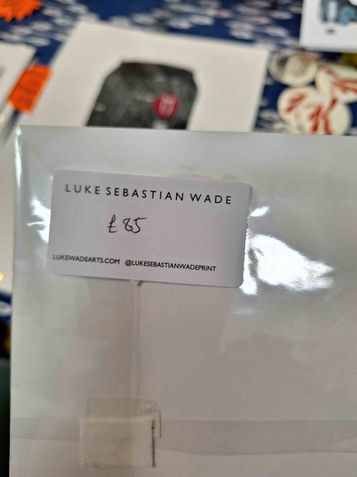 LUKE SEBASTIAN WADE
£85
LUKEWADEARTS.COM @LUKESEBASTIANWADEPRINT